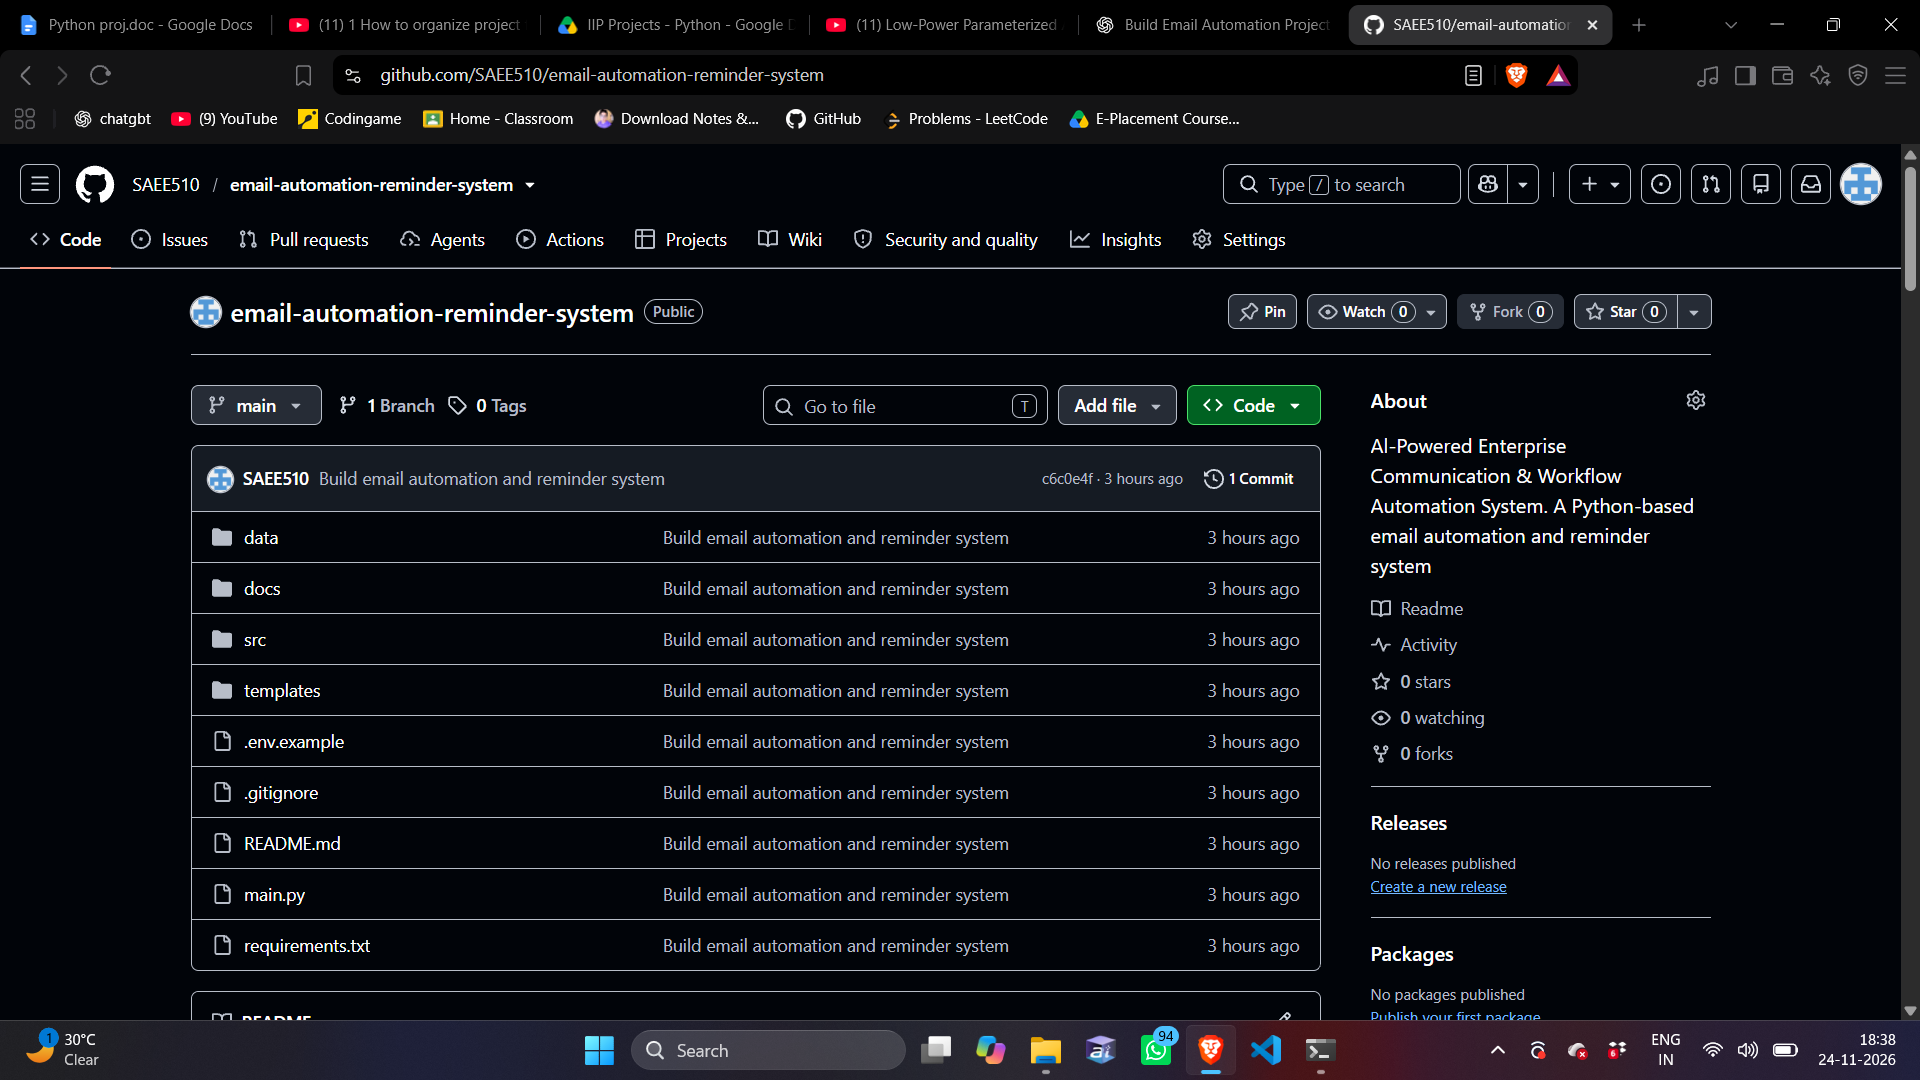 Python proj.doc - Google Docs
(11) 1 How to organize project
IIP Projects - Python - Google D
(11) Low-Power Parameterized
Build Email Automation Project
SAEE510/email-automation
github.com/SAEE510/email-automation-reminder-system
chatgbt
(9) YouTube
Codingame
Home - Classroom
Download Notes &...
GitHub
Problems - LeetCode
E-Placement Course...
SAEE510 / email-automation-reminder-system
Type / to search
Code
Issues
Pull requests
Agents
Actions
Projects
Wiki
Security and quality
Insights
Settings
email-automation-reminder-system Public
Pin
Watch 0
Fork 0
Star 0
main
1 Branch
0 Tags
Go to file T
Add file
Code
SAEE510 Build email automation and reminder system c6c0e4f · 3 hours ago 1 Commit
data Build email automation and reminder system 3 hours ago
docs Build email automation and reminder system 3 hours ago
src Build email automation and reminder system 3 hours ago
templates Build email automation and reminder system 3 hours ago
.env.example Build email automation and reminder system 3 hours ago
.gitignore Build email automation and reminder system 3 hours ago
README.md Build email automation and reminder system 3 hours ago
main.py Build email automation and reminder system 3 hours ago
requirements.txt Build email automation and reminder system 3 hours ago
README
About
AI-Powered Enterprise
Communication & Workflow
Automation System. A Python-based
email automation and reminder
system
Readme
Activity
0 stars
0 watching
0 forks
Releases
No releases published
Create a new release
Packages
No packages published
Publish your first package
1
30°C
Clear
Search
ai
94
6
ENG
IN
18:38
24-11-2026